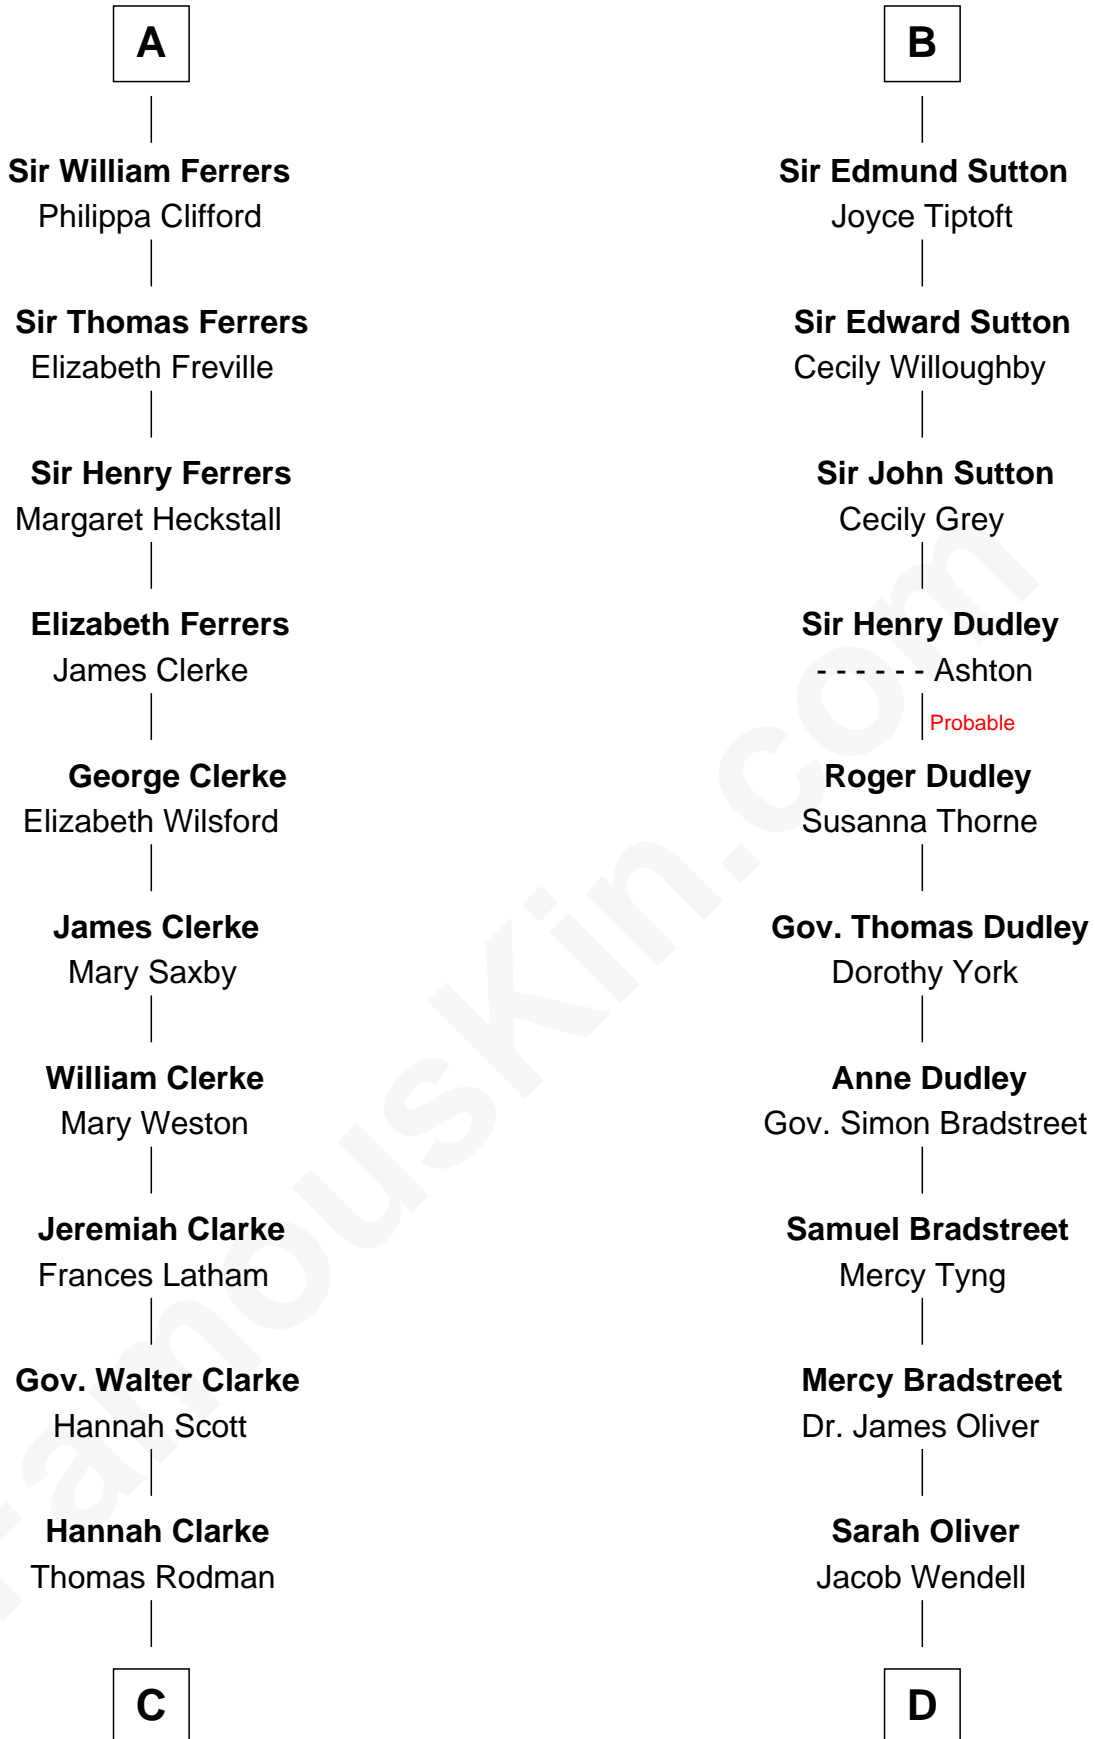 A
Sir William Ferrers
Philippa Clifford
Sir Thomas Ferrers
Elizabeth Freville
Sir Henry Ferrers
Margaret Heckstall
Elizabeth Ferrers
James Clerke
George Clerke
Elizabeth Wilsford
James Clerke
Mary Saxby
William Clerke
Mary Weston
Jeremiah Clarke
Frances Latham
Gov. Walter Clarke
Hannah Scott
Hannah Clarke
Thomas Rodman
C
B
Sir Edmund Sutton
Joyce Tiptoft
Sir Edward Sutton
Cecily Willoughby
Sir John Sutton
Cecily Grey
Sir Henry Dudley
- - - - - - Ashton
Probable
Roger Dudley
Susanna Thorne
Gov. Thomas Dudley
Dorothy York
Anne Dudley
Gov. Simon Bradstreet
Samuel Bradstreet
Mercy Tyng
Mercy Bradstreet
Dr. James Oliver
Sarah Oliver
Jacob Wendell
D
FamousKin.com